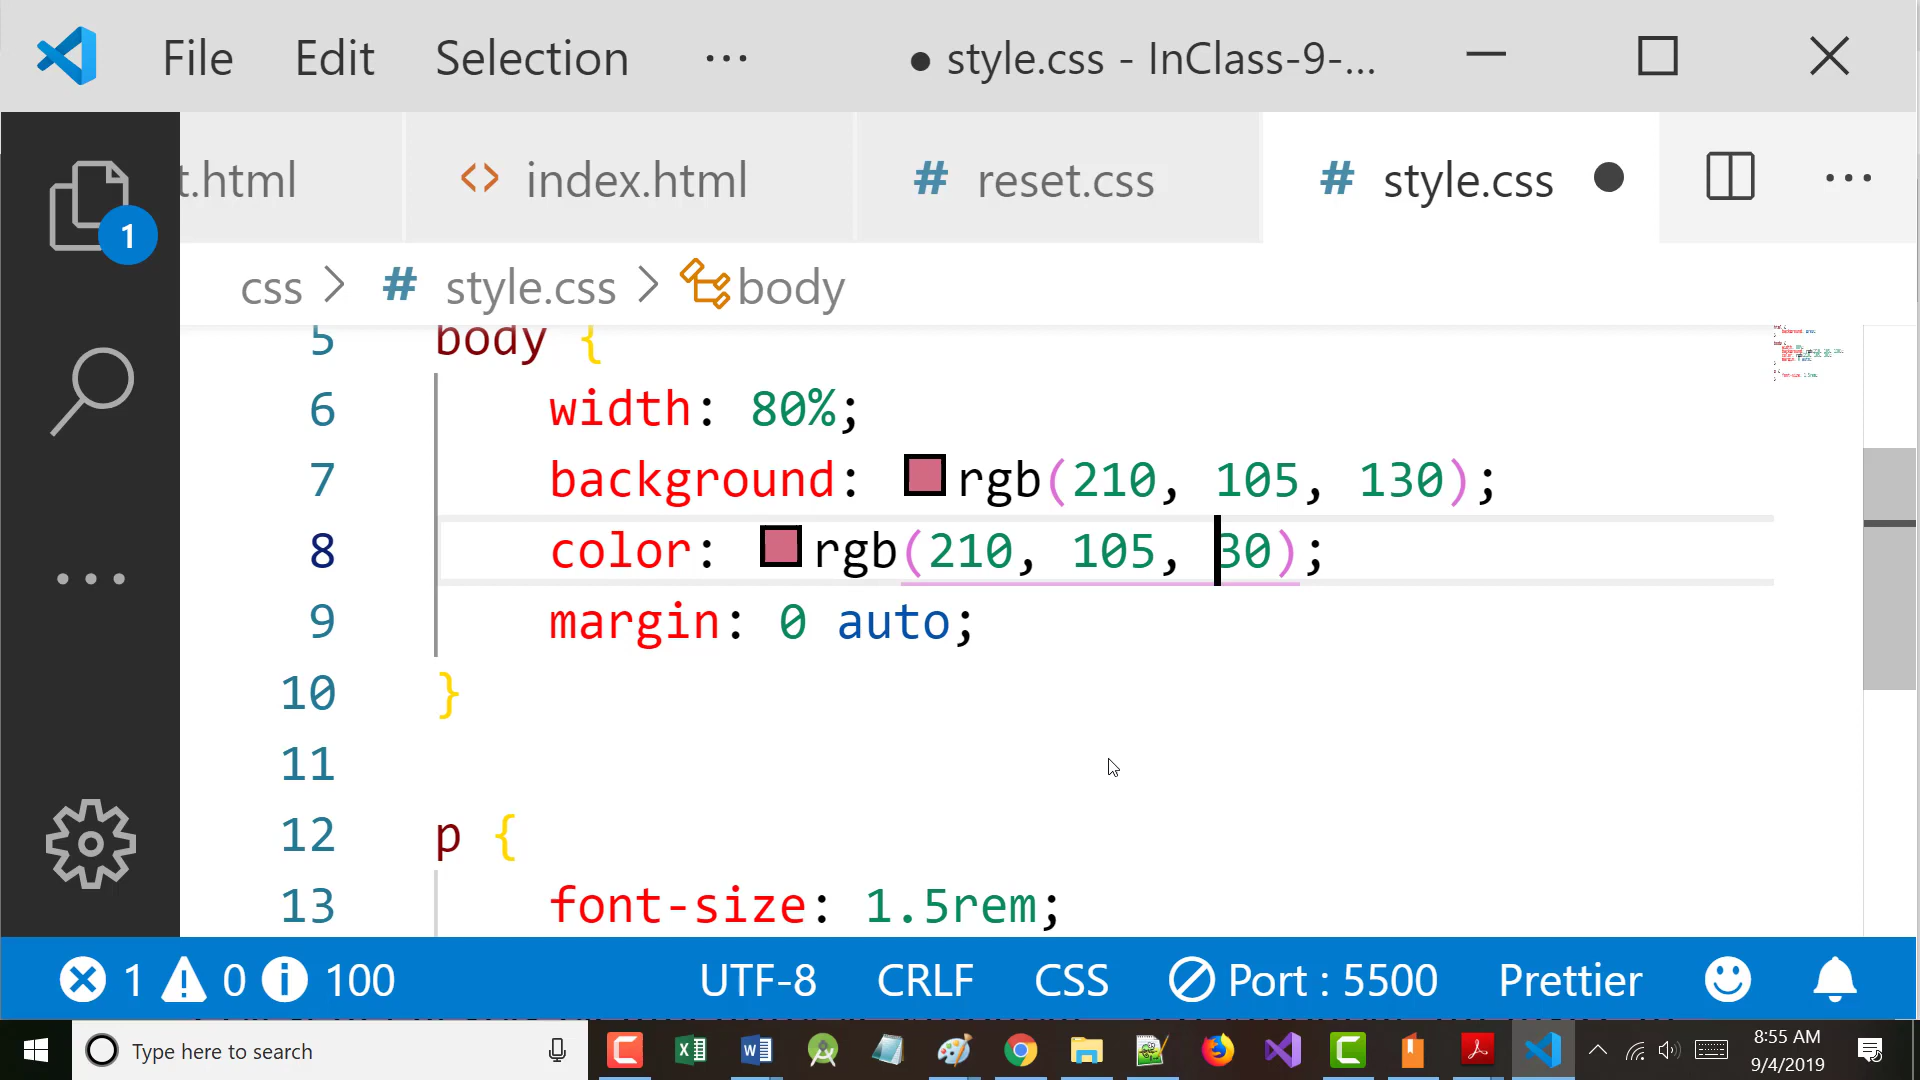 File Edit Selection ... ● style.css - InClass-9-...
t.html <> index.html # reset.css # style.css ● ...
1
css > # style.css > body
5 body {
6 width: 80%;
7 background: rgb(210, 105, 130);
8 color: rgb(210, 105, 30);
9 margin: 0 auto;
10 }
11
12 p {
13 font-size: 1.5rem;
1 0 100 UTF-8 CRLF CSS Port : 5500 Prettier
Type here to search
8:55 AM
9/4/2019